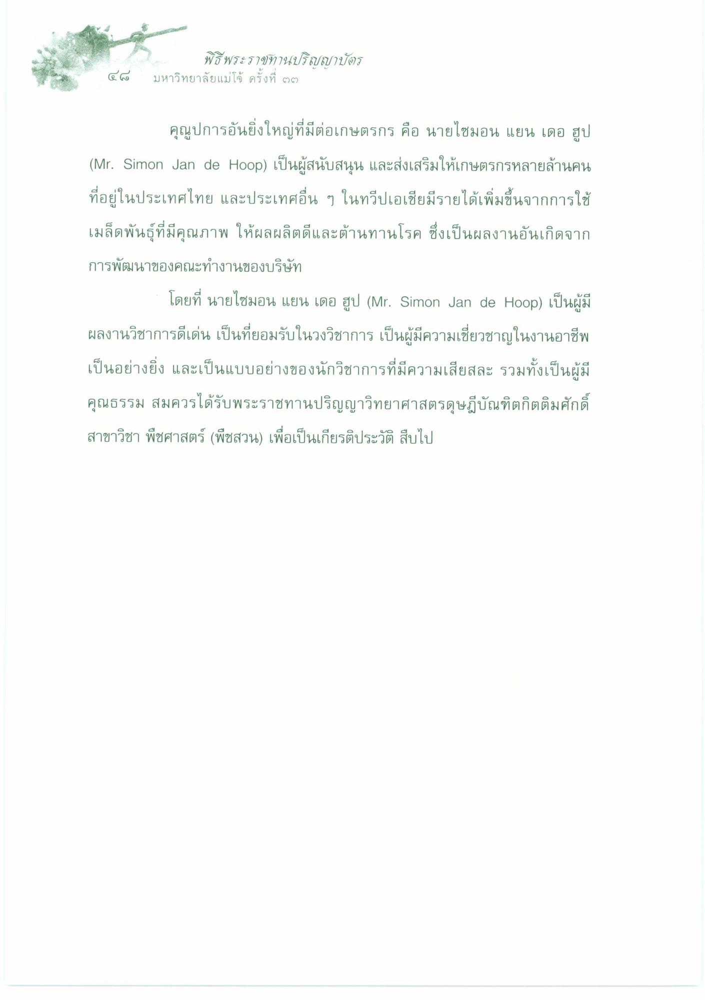 พิธีพระราชทานปริญญาบัตร
๔๘ มหาวิทยาลัยแม่โจ้ ครั้งที่ ๓๓
คุณูปการอันยิ่งใหญ่ที่มีต่อเกษตรกร คือ นายไซมอน แยน เดอ ฮูป
(Mr. Simon Jan de Hoop) เป็นผู้สนับสนุน และส่งเสริมให้เกษตรกรหลายล้านคน
ที่อยู่ในประเทศไทย และประเทศอื่น ๆ ในทวีปเอเชียมีรายได้เพิ่มขึ้นจากการใช้
เมล็ดพันธุ์ที่มีคุณภาพ ให้ผลผลิตดีและต้านทานโรค ซึ่งเป็นผลงานอันเกิดจาก
การพัฒนาของคณะทำงานของบริษัท
โดยที่ นายไซมอน แยน เดอ ฮูป (Mr. Simon Jan de Hoop) เป็นผู้มี
ผลงานวิชาการดีเด่น เป็นที่ยอมรับในวงวิชาการ เป็นผู้มีความเชี่ยวชาญในงานอาชีพ
เป็นอย่างยิ่ง และเป็นแบบอย่างของนักวิชาการที่มีความเสียสละ รวมทั้งเป็นผู้มี
คุณธรรม สมควรได้รับพระราชทานปริญญาวิทยาศาสตรดุษฎีบัณฑิตกิตติมศักดิ์
สาขาวิชา พืชศาสตร์ (พืชสวน) เพื่อเป็นเกียรติประวัติ สืบไป